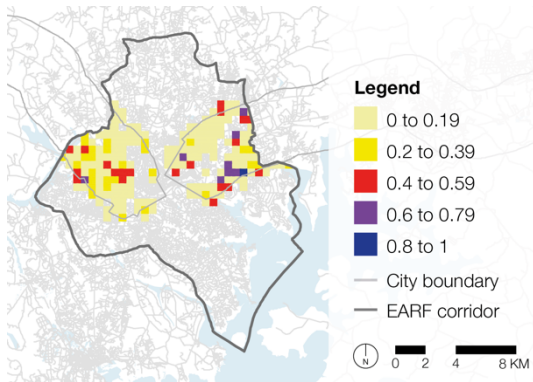 Legend
0 to 0.19
0.2 to 0.39
0.4 to 0.59
0.6 to 0.79
0.8 to 1
City boundary
EARF corridor
N
0 2 4 8 KM